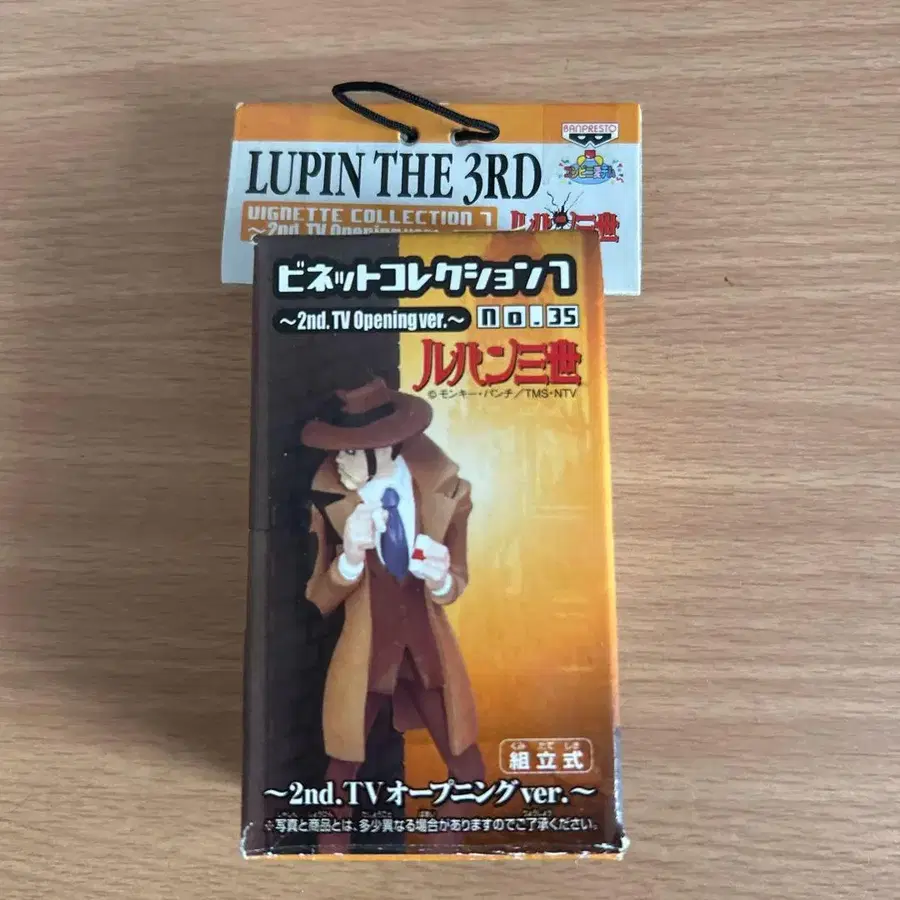 LUPIN THE 3RD
BANPRESTO
VIGNETTE COLLECTION 7
~2nd. TV Opening ver.~
ルパン三世
ビネットコレクション7
~2nd. TV Opening ver.~ no.35
ルパン三世
©モンキー・パンチ/TMS・NTV
くみ たて しき
組立式
~2nd.TVオープニングver.~
※写真と商品とは、多少異なる場合がありますのでご了承ください。